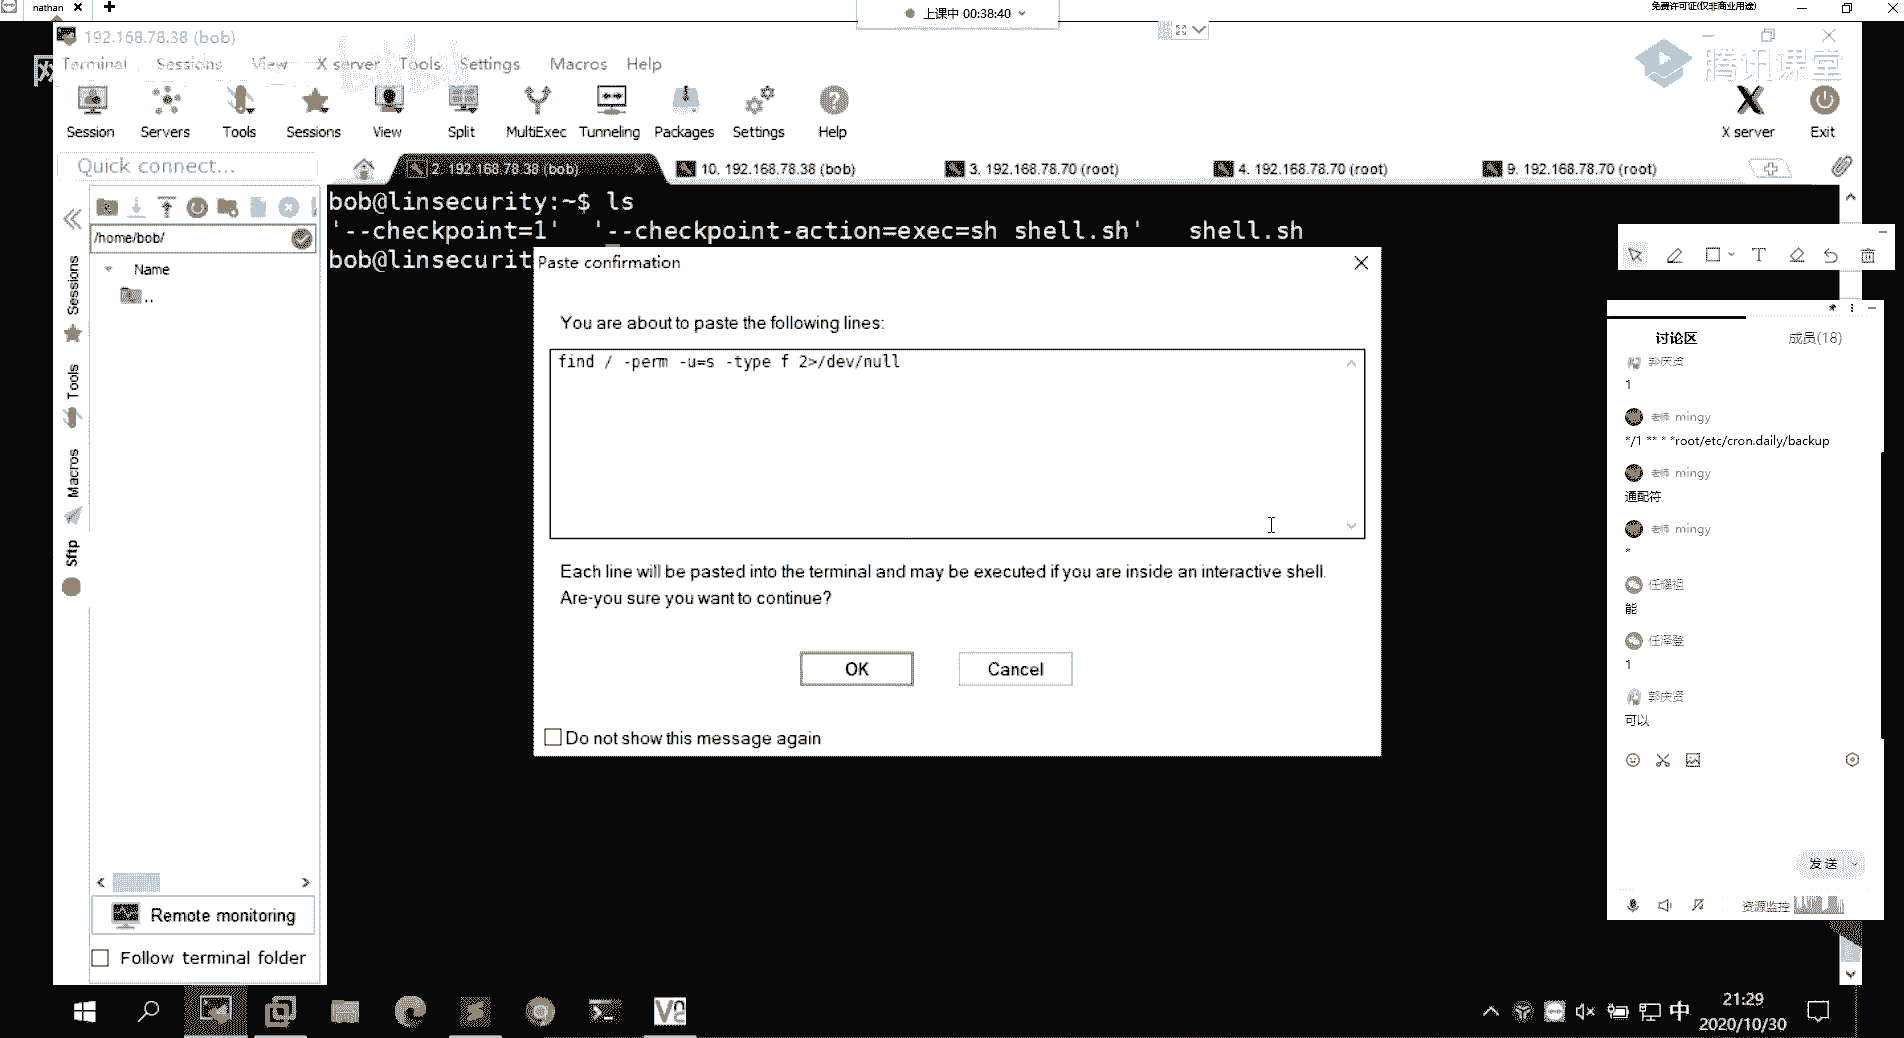 nathan
上课中 00:38:40
免费许可证(仅非商业用途)
192.168.78.38 (bob)
Terminal Sessions View X server Tools Settings Macros Help
腾讯课堂
Session Servers Tools Sessions View Split MultiExec Tunneling Packages Settings Help
X server Exit
Quick connect...
2. 192.168.78.38 (bob)
10. 192.168.78.38 (bob)
3. 192.168.78.70 (root)
4. 192.168.78.70 (root)
9. 192.168.78.70 (root)
/home/bob/
Name
..
Sessions
Tools
Macros
Sftp
bob@linsecurity:~$ ls
'--checkpoint=1' '--checkpoint-action=exec=sh shell.sh' shell.sh
bob@linsecurit
Paste confirmation
You are about to paste the following lines:
find / -perm -u=s -type f 2>/dev/null
Each line will be pasted into the terminal and may be executed if you are inside an interactive shell.
Are-you sure you want to continue?
OK
Cancel
Do not show this message again
讨论区 成员(18)
郭庆贤
1
老师 mingy
*/1 ** * *root/etc/cron.daily/backup
老师 mingy
通配符
老师 mingy
*
任耀祖
能
任泽登
1
郭庆贤
可以
发送
资源监控
Remote monitoring
Follow terminal folder
中
21:29
2020/10/30